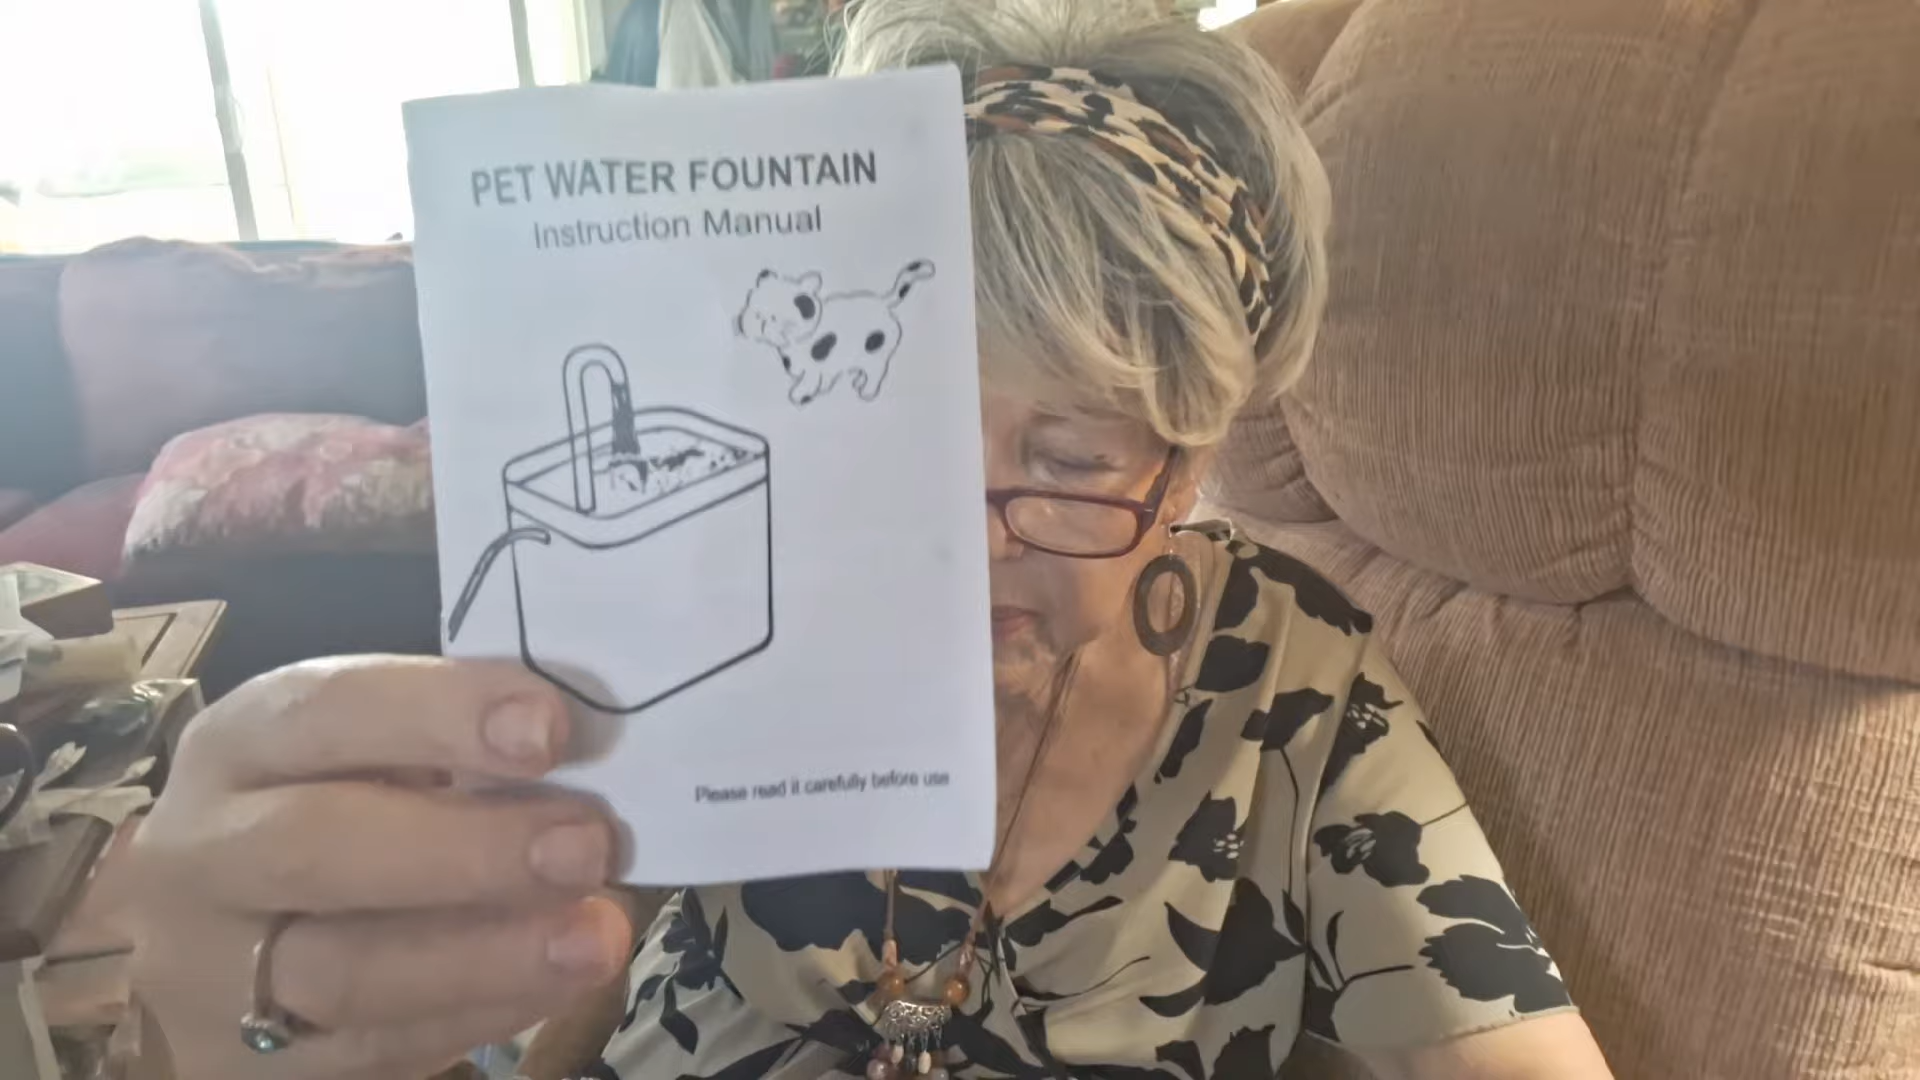 PET WATER FOUNTAIN
Instruction Manual
Please read it carefully before use